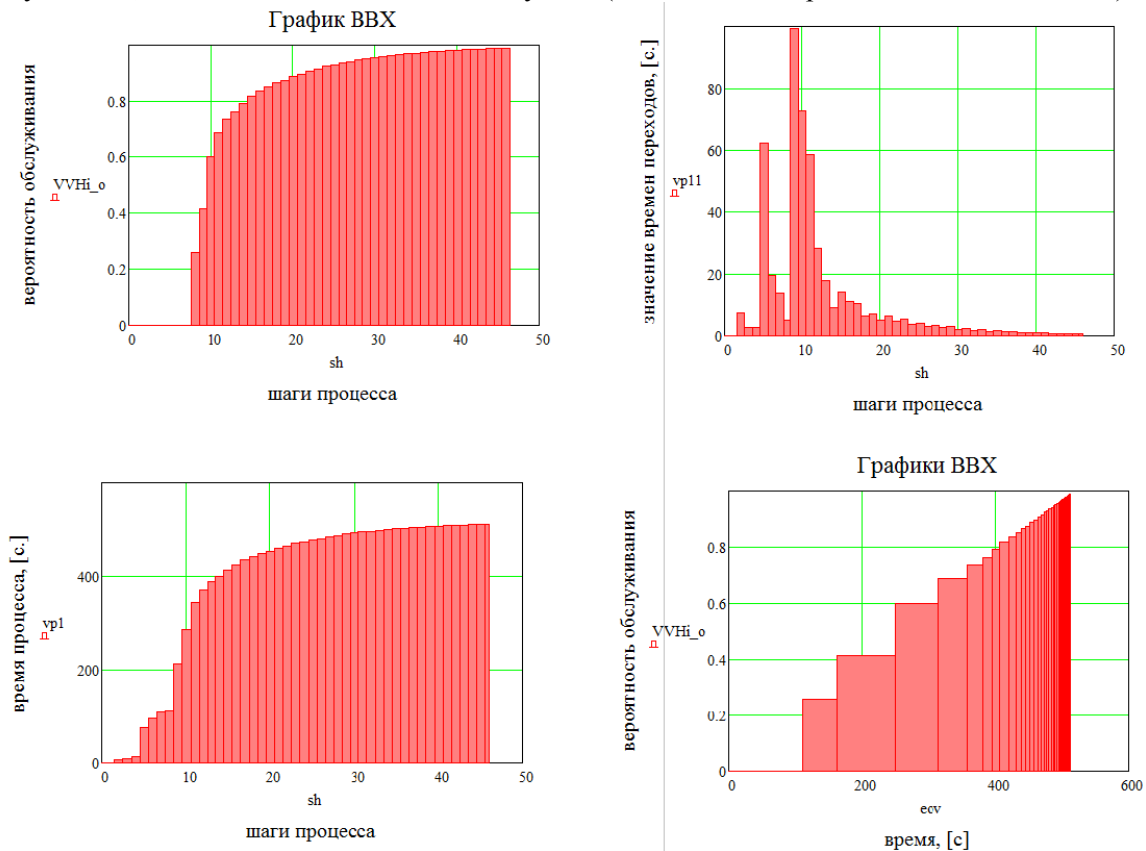 График ВВХ
вероятность обслуживания
VVHi_o
0.8
0.6
0.4
0.2
0
0 10 20 30 40 50
sh
шаги процесса
значение времен переходов, [с.]
vp11
80
60
40
20
0
0 10 20 30 40 50
sh
шаги процесса
время процесса, [с.]
vp1
400
200
0
0 10 20 30 40 50
sh
шаги процесса
Графики ВВХ
вероятность обслуживания
VVHi_o
0.8
0.6
0.4
0.2
0
0 200 400 600
ecv
время, [с]